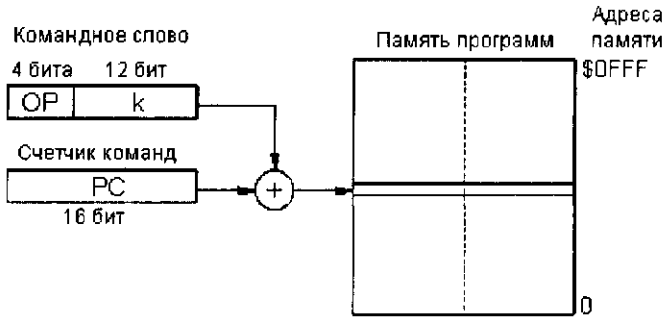 Командное слово
4 бита 12 бит
OP k
Счетчик команд
PC
16 бит
+
Память программ
Адреса
памяти
$0FFF
0